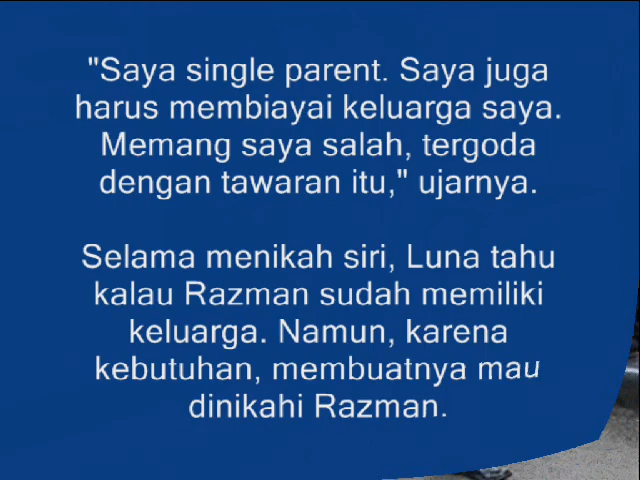 "Saya single parent. Saya juga
harus membiayai keluarga saya.
Memang saya salah, tergoda
dengan tawaran itu," ujarnya.
Selama menikah siri, Luna tahu
kalau Razman sudah memiliki
keluarga. Namun, karena
kebutuhan, membuatnya mau
dinikahi Razman.